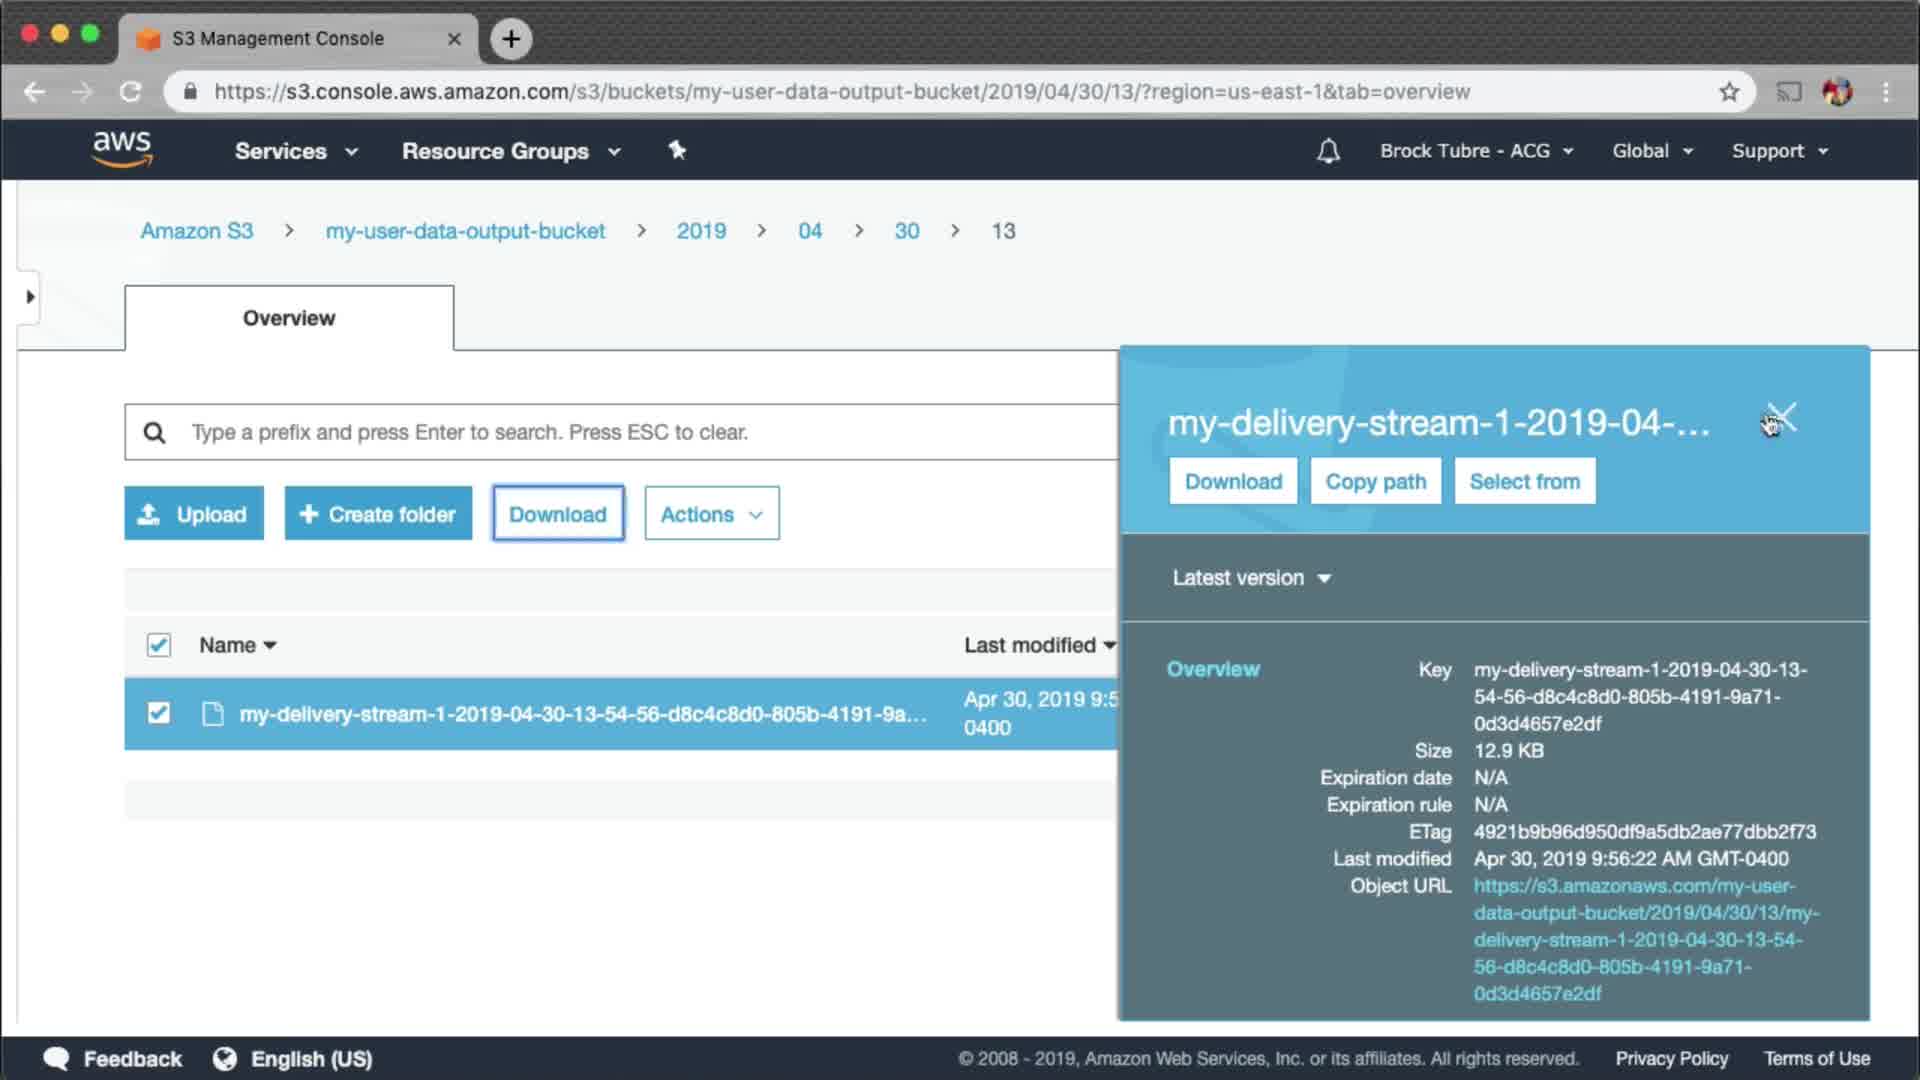 S3 Management Console
https://s3.console.aws.amazon.com/s3/buckets/my-user-data-output-bucket/2019/04/30/13/?region=us-east-1&tab=overview
aws Services Resource Groups Brock Tubre - ACG Global Support
Amazon S3 > my-user-data-output-bucket > 2019 > 04 > 30 > 13
Overview
Type a prefix and press Enter to search. Press ESC to clear.
Upload + Create folder Download Actions
Name Last modified
my-delivery-stream-1-2019-04-30-13-54-56-d8c4c8d0-805b-4191-9a... Apr 30, 2019 9:5
0400
my-delivery-stream-1-2019-04-...
Download Copy path Select from
Latest version
Overview
Key my-delivery-stream-1-2019-04-30-13-
54-56-d8c4c8d0-805b-4191-9a71-
0d3d4657e2df
Size 12.9 KB
Expiration date N/A
Expiration rule N/A
ETag 4921b9b96d950df9a5db2ae77dbb2f73
Last modified Apr 30, 2019 9:56:22 AM GMT-0400
Object URL https://s3.amazonaws.com/my-user-
data-output-bucket/2019/04/30/13/my-
delivery-stream-1-2019-04-30-13-54-
56-d8c4c8d0-805b-4191-9a71-
0d3d4657e2df
Feedback English (US) © 2008 - 2019, Amazon Web Services, Inc. or its affiliates. All rights reserved. Privacy Policy Terms of Use